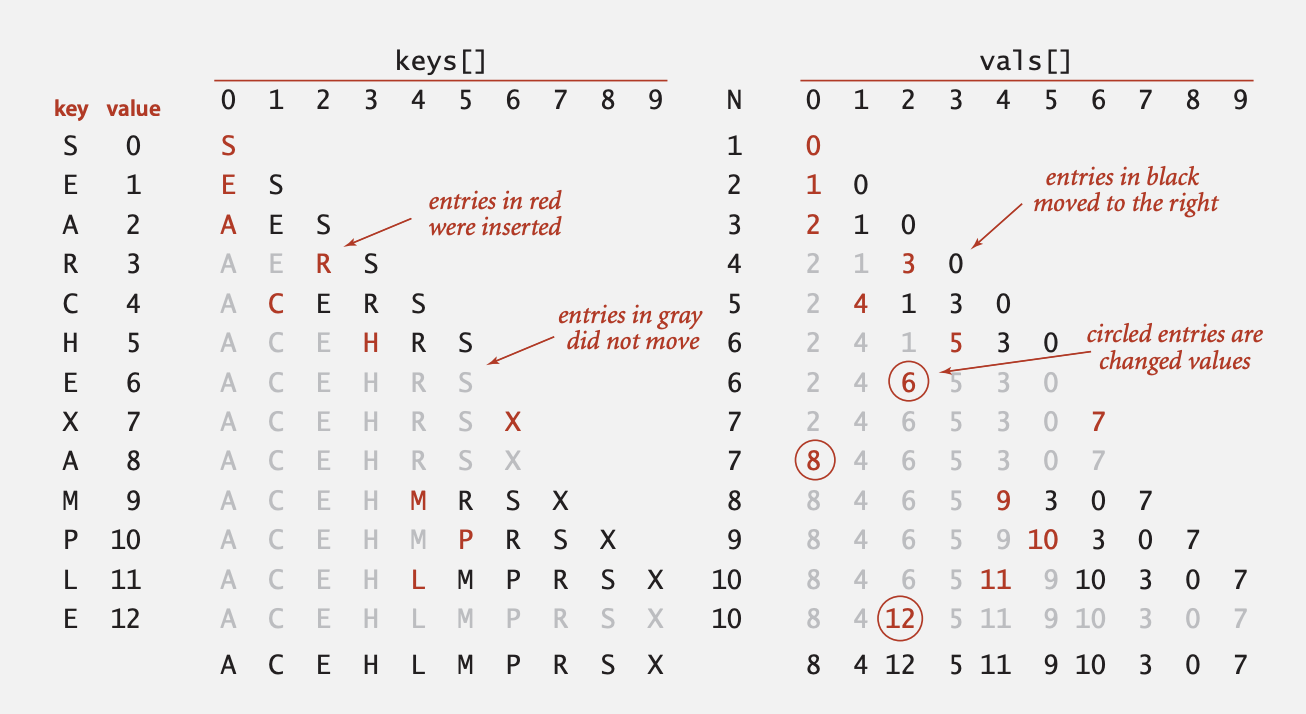 keys[] vals[]
0 1 2 3 4 5 6 7 8 9 N 0 1 2 3 4 5 6 7 8 9
key value
S 0 S 1 0
E 1 E S 2 1 0
entries in red
were inserted
entries in black
moved to the right
A 2 A E S 3 2 1 0
R 3 A E R S 4 2 1 3 0
C 4 A C E R S 5 2 4 1 3 0
entries in gray
did not move
circled entries are
changed values
H 5 A C E H R S 6 2 4 1 5 3 0
E 6 A C E H R S 6 2 4 6 5 3 0
X 7 A C E H R S X 7 2 4 6 5 3 0 7
A 8 A C E H R S X 7 8 4 6 5 3 0 7
M 9 A C E H M R S X 8 8 4 6 5 9 3 0 7
P 10 A C E H M P R S X 9 8 4 6 5 9 10 3 0 7
L 11 A C E H L M P R S X 10 8 4 6 5 11 9 10 3 0 7
E 12 A C E H L M P R S X 10 8 4 12 5 11 9 10 3 0 7
A C E H L M P R S X 8 4 12 5 11 9 10 3 0 7